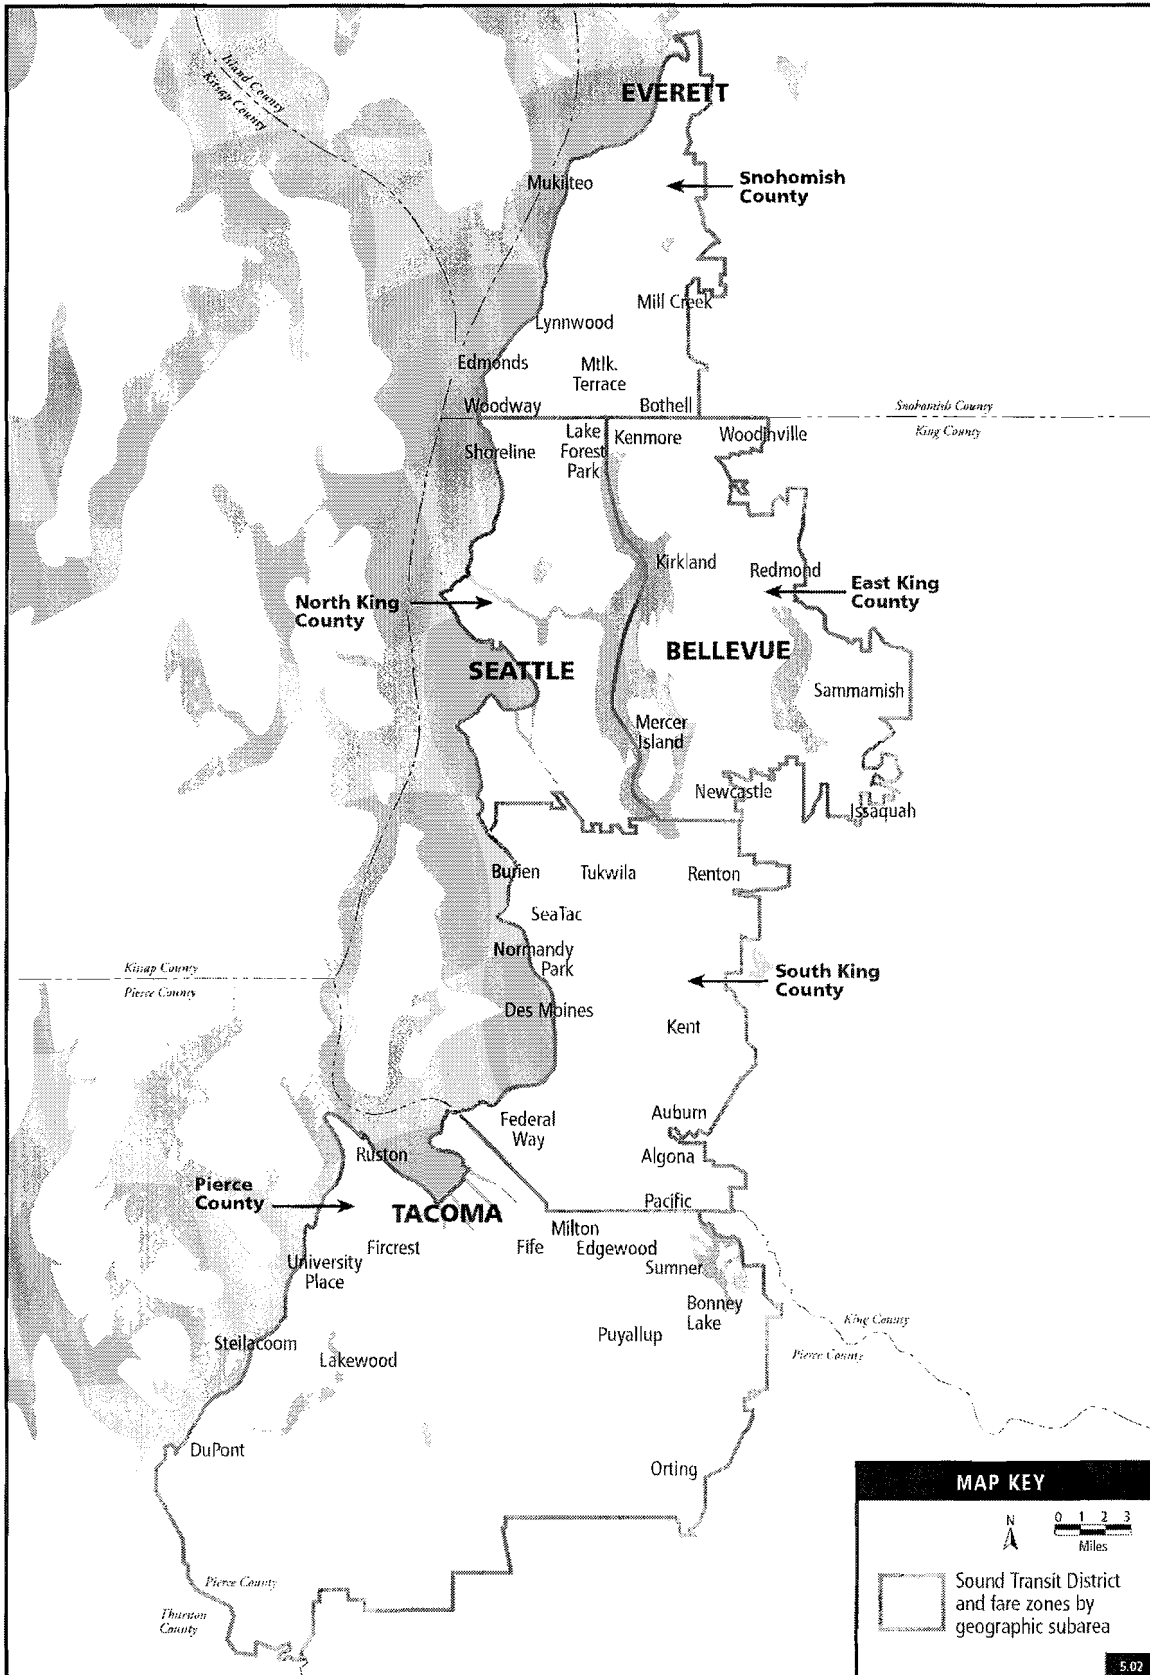 Island County
Kitsap County
EVERETT
Mukilteo
Snohomish
County
Mill Creek
Lynnwood
Edmonds
Mtlk.
Terrace
Woodway
Bothell
Snohomish County
King County
Shoreline
Lake
Forest
Park
Kenmore
Woodinville
Kirkland
Redmond
East King
County
North King
County
SEATTLE
BELLEVUE
Sammamish
Mercer
Island
Newcastle
Issaquah
Burien
Tukwila
Renton
SeaTac
Normandy
Park
Kitsap County
Pierce County
South King
County
Des Moines
Kent
Federal
Way
Auburn
Ruston
Algona
Pierce
County
TACOMA
Pacific
Milton
Fircrest
Fife
Edgewood
University
Place
Sumner
Bonney
Lake
King County
Pierce County
Puyallup
Steilacoom
Lakewood
DuPont
Orting
MAP KEY
N
0 1 2 3
Miles
Sound Transit District
and fare zones by
geographic subarea
Pierce County
Thurston
County
5.02